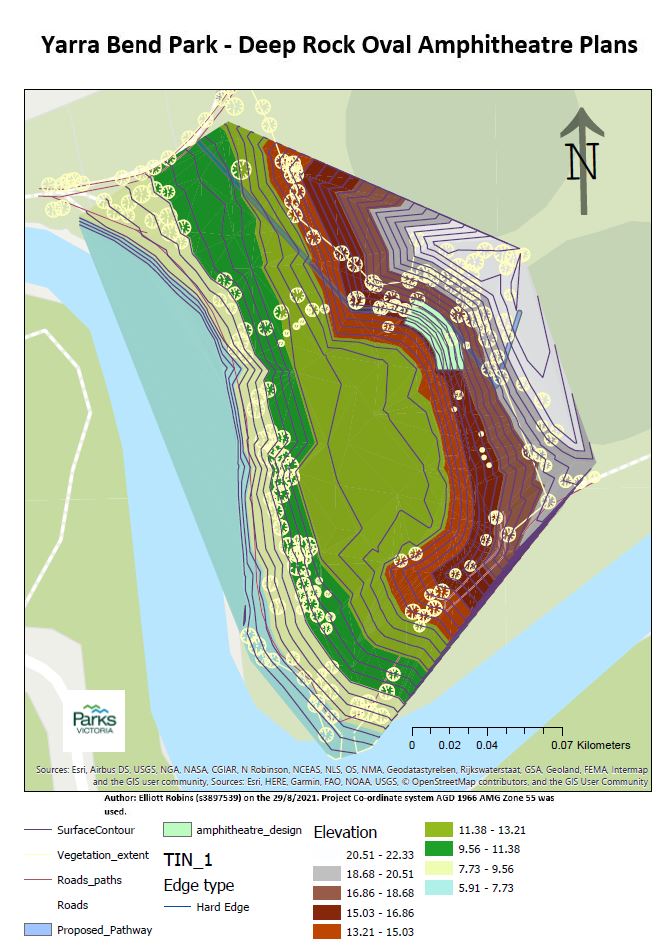 Yarra Bend Park - Deep Rock Oval Amphitheatre Plans
N
Parks
VICTORIA
0 0.02 0.04 0.07 Kilometers
Sources: Esri, Airbus DS, USGS, NGA, NASA, CGIAR, N Robinson, NCEAS, NLS, OS, NMA, Geodatastyrelsen, Rijkswaterstaat, GSA, Geoland, FEMA, Intermap
and the GIS user community, Sources: Esri, HERE, Garmin, FAO, NOAA, USGS, © OpenStreetMap contributors, and the GIS User Community
Author: Elliott Robins (s3897539) on the 29/8/2021. Project Co-ordinate system AGD 1966 AMG Zone 55 was
used.
SurfaceContour
Vegetation_extent
Roads_paths
Roads
Proposed_Pathway
amphitheatre_design
TIN_1
Edge type
Hard Edge
Elevation
20.51 - 22.33
18.68 - 20.51
16.86 - 18.68
15.03 - 16.86
13.21 - 15.03
11.38 - 13.21
9.56 - 11.38
7.73 - 9.56
5.91 - 7.73